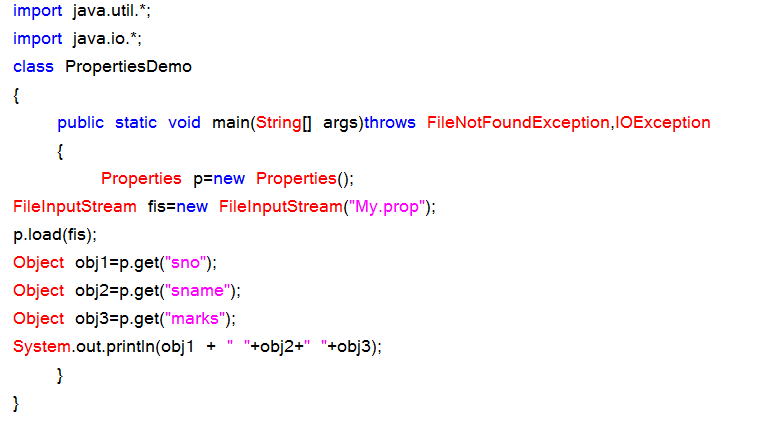 import java.util.*;
import java.io.*;
class PropertiesDemo
{
public static void main(String[] args)throws FileNotFoundException,IOException
{
Properties p=new Properties();
FileInputStream fis=new FileInputStream("My.prop");
p.load(fis);
Object obj1=p.get("sno");
Object obj2=p.get("sname");
Object obj3=p.get("marks");
System.out.println(obj1 + " "+obj2+" "+obj3);
}
}